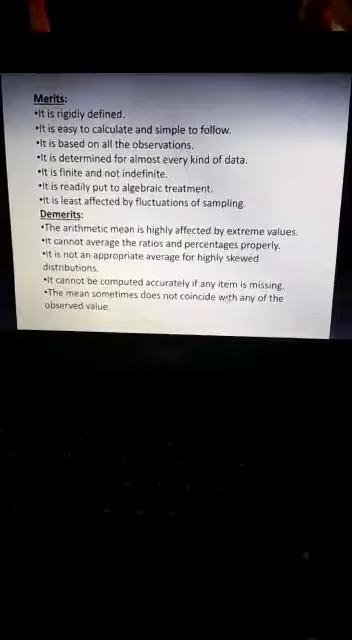 Merits:
•It is rigidly defined.
•It is easy to calculate and simple to follow.
•It is based on all the observations.
•It is determined for almost every kind of data.
•It is finite and not indefinite.
•It is readily put to algebraic treatment.
•It is least affected by fluctuations of sampling.
Demerits:
•The arithmetic mean is highly affected by extreme values.
•It cannot average the ratios and percentages properly.
•It is not an appropriate average for highly skewed
distributions.
•It cannot be computed accurately if any item is missing.
•The mean sometimes does not coincide with any of the
observed value.